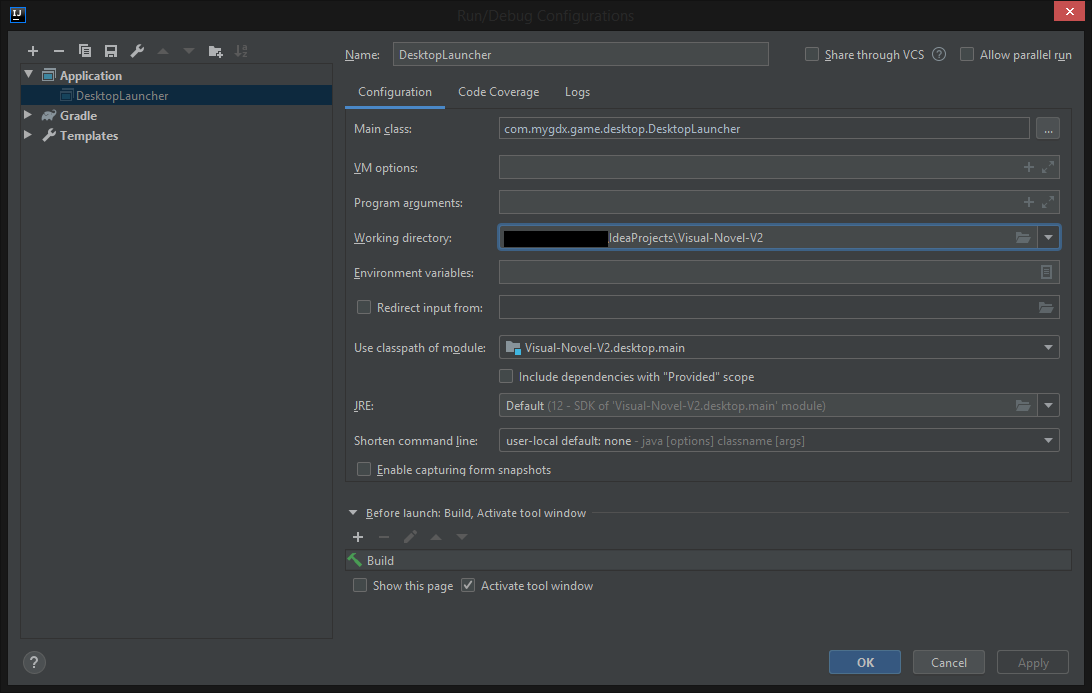 IJ
Run/Debug Configurations
Name: DesktopLauncher
Share through VCS ?
Allow parallel run
Application
DesktopLauncher
Gradle
Templates
Configuration Code Coverage Logs
Main class: com.mygdx.game.desktop.DesktopLauncher ...
VM options:
Program arguments:
Working directory: IdeaProjects\Visual-Novel-V2
Environment variables:
Redirect input from:
Use classpath of module: Visual-Novel-V2.desktop.main
Include dependencies with "Provided" scope
JRE: Default (12 - SDK of 'Visual-Novel-V2.desktop.main' module)
Shorten command line: user-local default: none - java [options] classname [args]
Enable capturing form snapshots
Before launch: Build, Activate tool window
Build
Show this page Activate tool window
? OK Cancel Apply